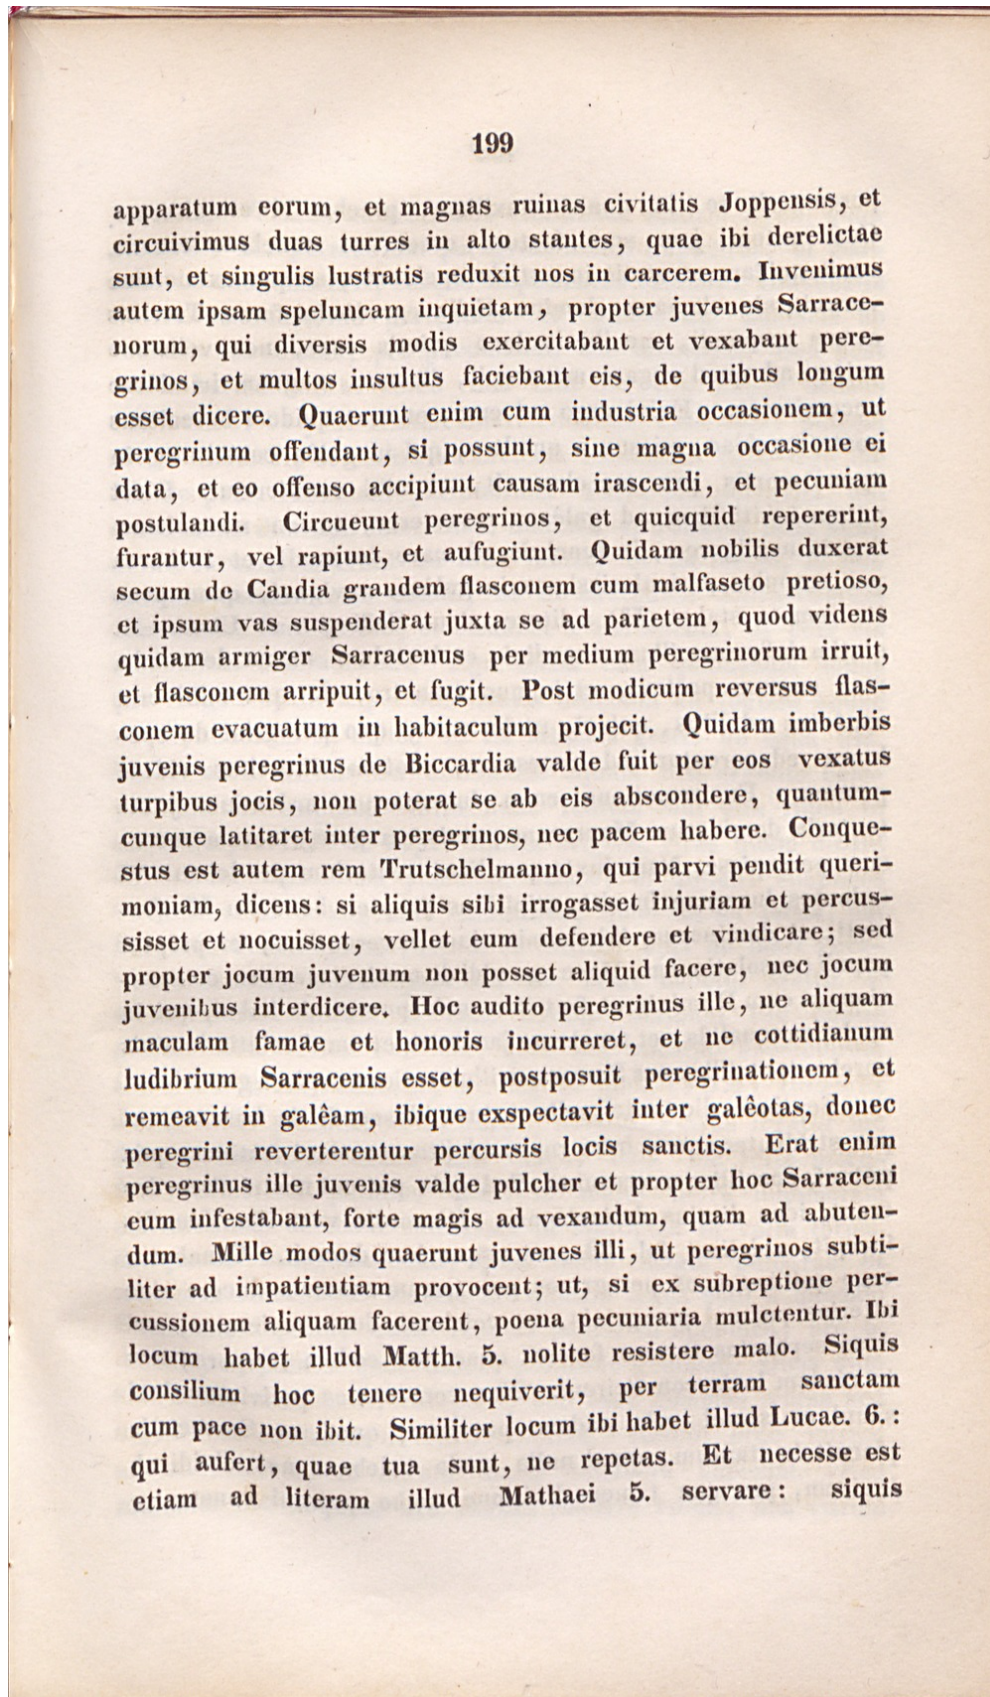 199
apparatum eorum, et magnas ruinas civitatis Joppensis, et
circuivimus duas turres in alto stantes, quae ibi derelictae
sunt, et singulis lustratis reduxit nos in carcerem. Invenimus
autem ipsam speluncam inquietam, propter juvenes Sarrace-
norum, qui diversis modis exercitabant et vexabant pere-
grinos, et multos insultus faciebant eis, de quibus longum
esset dicere. Quaerunt enim cum industria occasionem, ut
peregrinum offendant, si possunt, sine magna occasione ei
data, et eo offenso accipiunt causam irascendi, et pecuniam
postulandi. Circueunt peregrinos, et quicquid repererint,
furantur, vel rapiunt, et aufugiunt. Quidam nobilis duxerat
secum de Candia grandem flasconem cum malfaseto pretioso,
et ipsum vas suspenderat juxta se ad parietem, quod videns
quidam armiger Sarracenus per medium peregrinorum irruit,
et flasconem arripuit, et fugit. Post modicum reversus flas-
conem evacuatum in habitaculum projecit. Quidam imberbis
juvenis peregrinus de Biccardia valde fuit per eos vexatus
turpibus jocis, non poterat se ab eis abscondere, quantum-
cunque latitaret inter peregrinos, nec pacem habere. Conque-
stus est autem rem Trutschelmanno, qui parvi pendit queri-
moniam, dicens: si aliquis sibi irrogasset injuriam et percus-
sisset et nocuisset, vellet eum defendere et vindicare; sed
propter jocum juvenum non posset aliquid facere, nec jocum
juvenibus interdicere. Hoc audito peregrinus ille, ne aliquam
maculam famae et honoris incurreret, et ne cottidianum
ludibrium Sarracenis esset, postposuit peregrinationem, et
remeavit in galêam, ibique exspectavit inter galêotas, donec
peregrini reverterentur percursis locis sanctis. Erat enim
peregrinus ille juvenis valde pulcher et propter hoc Sarraceni
eum infestabant, forte magis ad vexandum, quam ad abuten-
dum. Mille modos quaerunt juvenes illi, ut peregrinos subti-
liter ad impatientiam provocent; ut, si ex subreptione per-
cussionem aliquam facerent, poena pecuniaria mulctentur. Ibi
locum habet illud Matth. 5. nolite resistere malo. Siquis
consilium hoc tenere nequiverit, per terram sanctam
cum pace non ibit. Similiter locum ibi habet illud Lucae. 6.:
qui aufert, quae tua sunt, ne repetas. Et necesse est
etiam ad literam illud Mathaei 5. servare: siquis